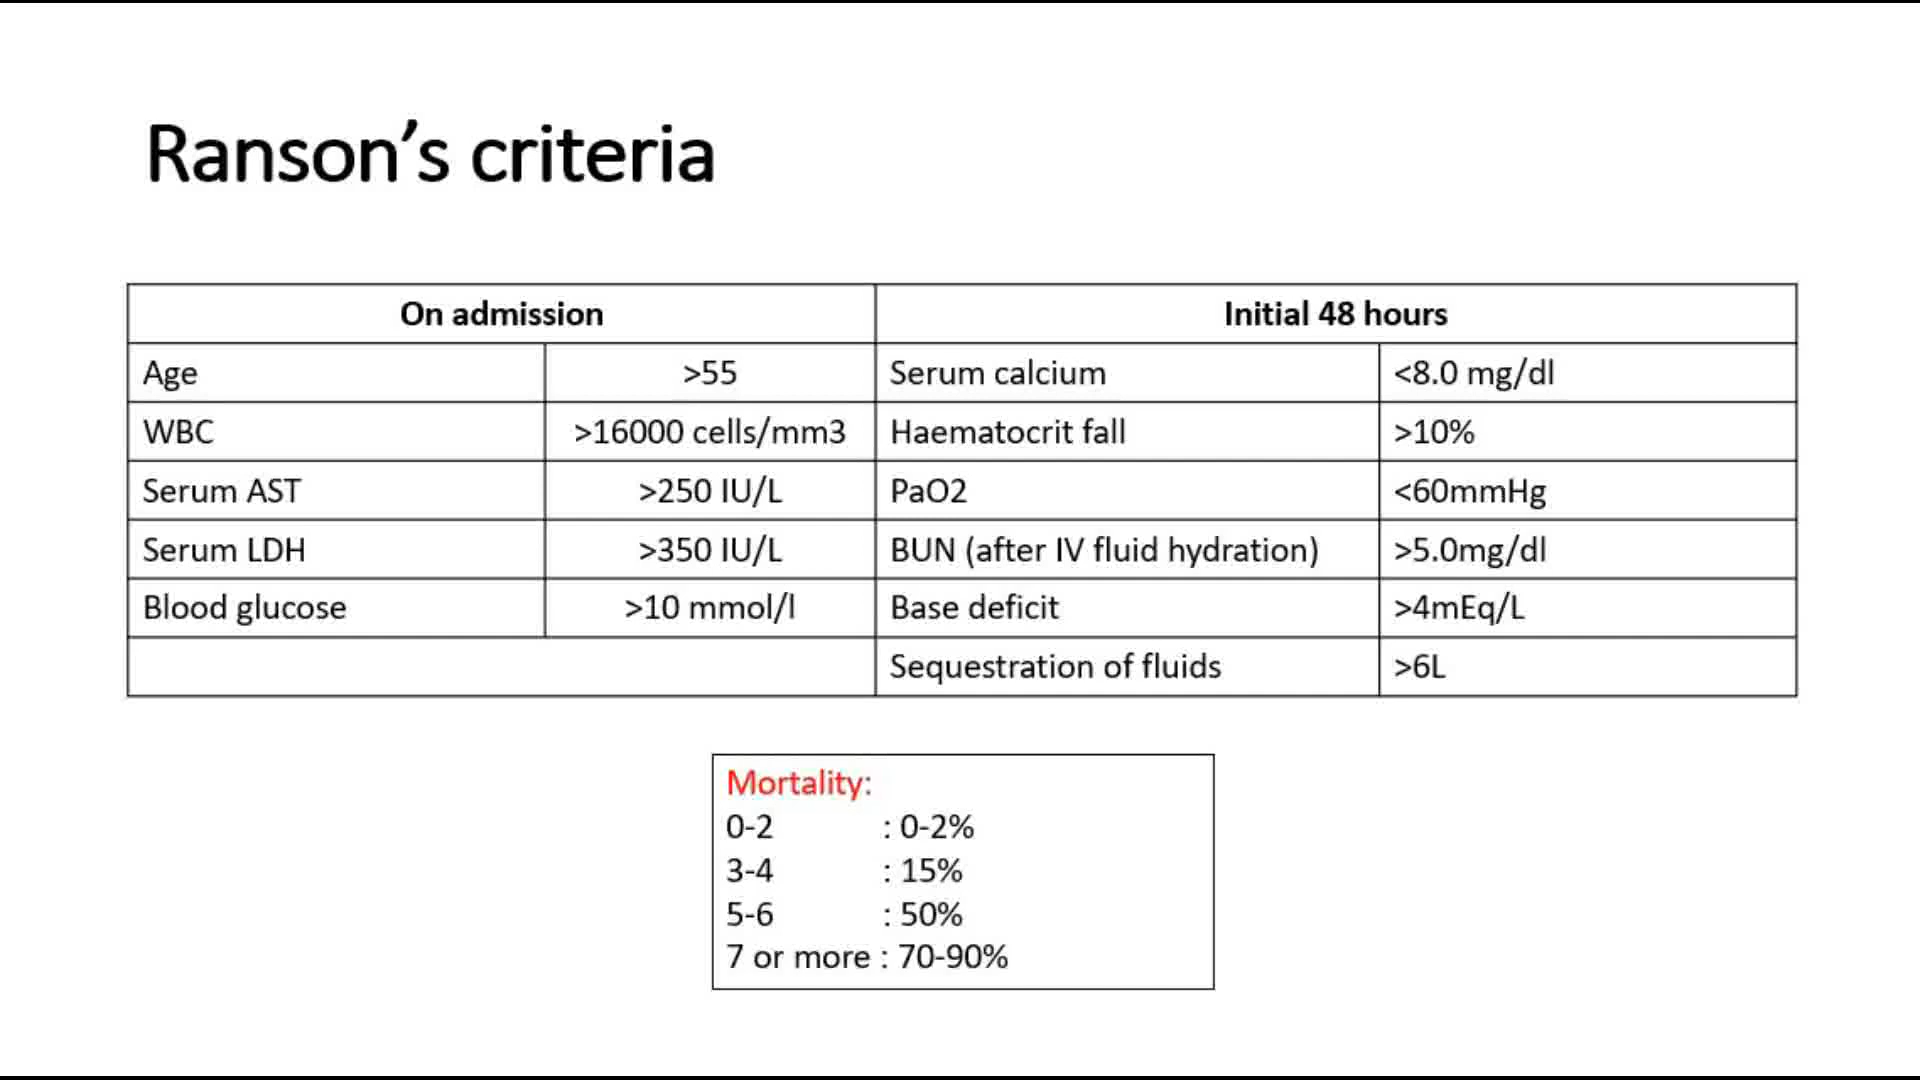 Ranson’s criteria
On admission Initial 48 hours
Age >55 Serum calcium <8.0 mg/dl
WBC >16000 cells/mm3 Haematocrit fall >10%
Serum AST >250 IU/L PaO2 <60mmHg
Serum LDH >350 IU/L BUN (after IV fluid hydration) >5.0mg/dl
Blood glucose >10 mmol/l Base deficit >4mEq/L
Sequestration of fluids >6L
Mortality:
0-2 : 0-2%
3-4 : 15%
5-6 : 50%
7 or more : 70-90%